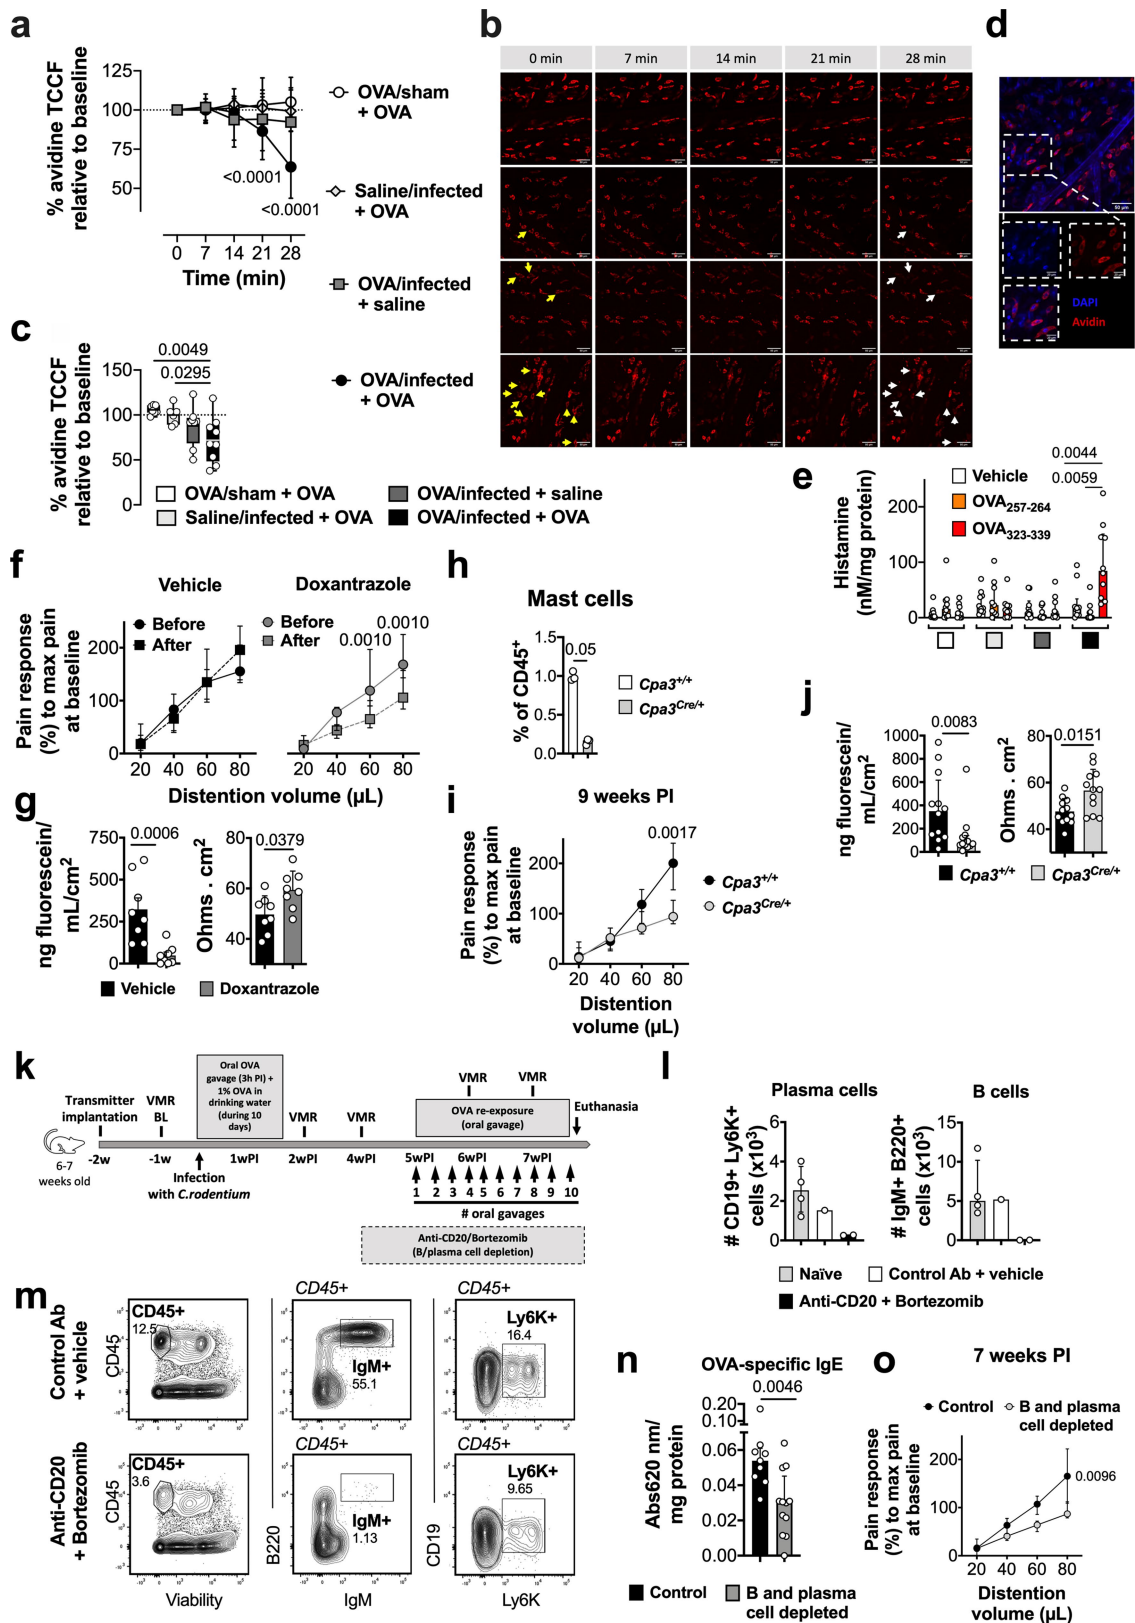 a
% avidine TCCF
relative to baseline
125
100
75
50
<0.0001
<0.0001
0 7 14 21 28
Time (min)
OVA/sham
+ OVA
Saline/infected
+ OVA
OVA/infected
+ saline
OVA/infected
+ OVA
b
0 min 7 min 14 min 21 min 28 min
d
50 µm
DAPI
Avidin
c
% avidine TCCF
relative to baseline
150
100
50
0
0.0049
0.0295
OVA/sham + OVA
Saline/infected + OVA
OVA/infected + saline
OVA/infected + OVA
e
Histamine
(nM/mg protein)
200
100
0
Vehicle
OVA257-264
OVA323-339
0.0044
0.0059
f
Vehicle
Doxantrazole
Pain response
(%) to max pain
at baseline
200
100
0
Before
After
Before
After
0.0010
0.0010
20 40 60 80
20 40 60 80
Distention volume (µL)
g
ng fluorescein/
mL/cm2
750
500
250
0
0.0006
Ohms . cm2
80
60
40
0.0379
Vehicle
Doxantrazole
h
Mast cells
% of CD45+
1.5
1.0
0.5
0.0
0.05
Cpa3+/+
Cpa3Cre/+
i
9 weeks PI
Pain response
(%) to max pain
at baseline
200
100
0
0.0017
20 40 60 80
Distention
volume (µL)
Cpa3+/+
Cpa3Cre/+
j
ng fluorescein/
mL/cm2
1000
800
600
400
200
0
0.0083
Ohms . cm2
80
60
40
0.0151
Cpa3+/+
Cpa3Cre/+
k
Transmitter
implantation
VMR
BL
Oral OVA
gavage (3h PI) +
1% OVA in
drinking water
(during 10
days)
VMR
VMR
VMR
VMR
OVA re-exposure
(oral gavage)
Euthanasia
6-7
weeks old
-2w -1w 1wPI 2wPI 4wPI 5wPI 6wPI 7wPI
Infection
with C.rodentium
1 2 3 4 5 6 7 8 9 10
# oral gavages
Anti-CD20/Bortezomib
(B/plasma cell depletion)
l
Plasma cells
# CD19+ Ly6K+
cells (x103)
6
4
2
0
B cells
# IgM+ B220+
cells (x103)
15
10
5
0
Naïve
Control Ab + vehicle
Anti-CD20 + Bortezomib
m
Control Ab
+ vehicle
Anti-CD20
+ Bortezomib
CD45+
12.5
CD45
CD45+
IgM+
55.1
CD45+
Ly6K+
16.4
CD45+
3.6
CD45
CD45+
IgM+
1.13
CD45+
Ly6K+
9.65
B220
CD19
Viability
IgM
Ly6K
n
OVA-specific IgE
Abs620 nm/
mg protein
0.20
0.10
0.06
0.04
0.02
0.00
0.0046
Control
B and plasma
cell depleted
o
7 weeks PI
Control
B and plasma
cell depleted
Pain response
(%) to max pain
at baseline
200
100
0
0.0096
20 40 60 80
Distention
volume (µL)